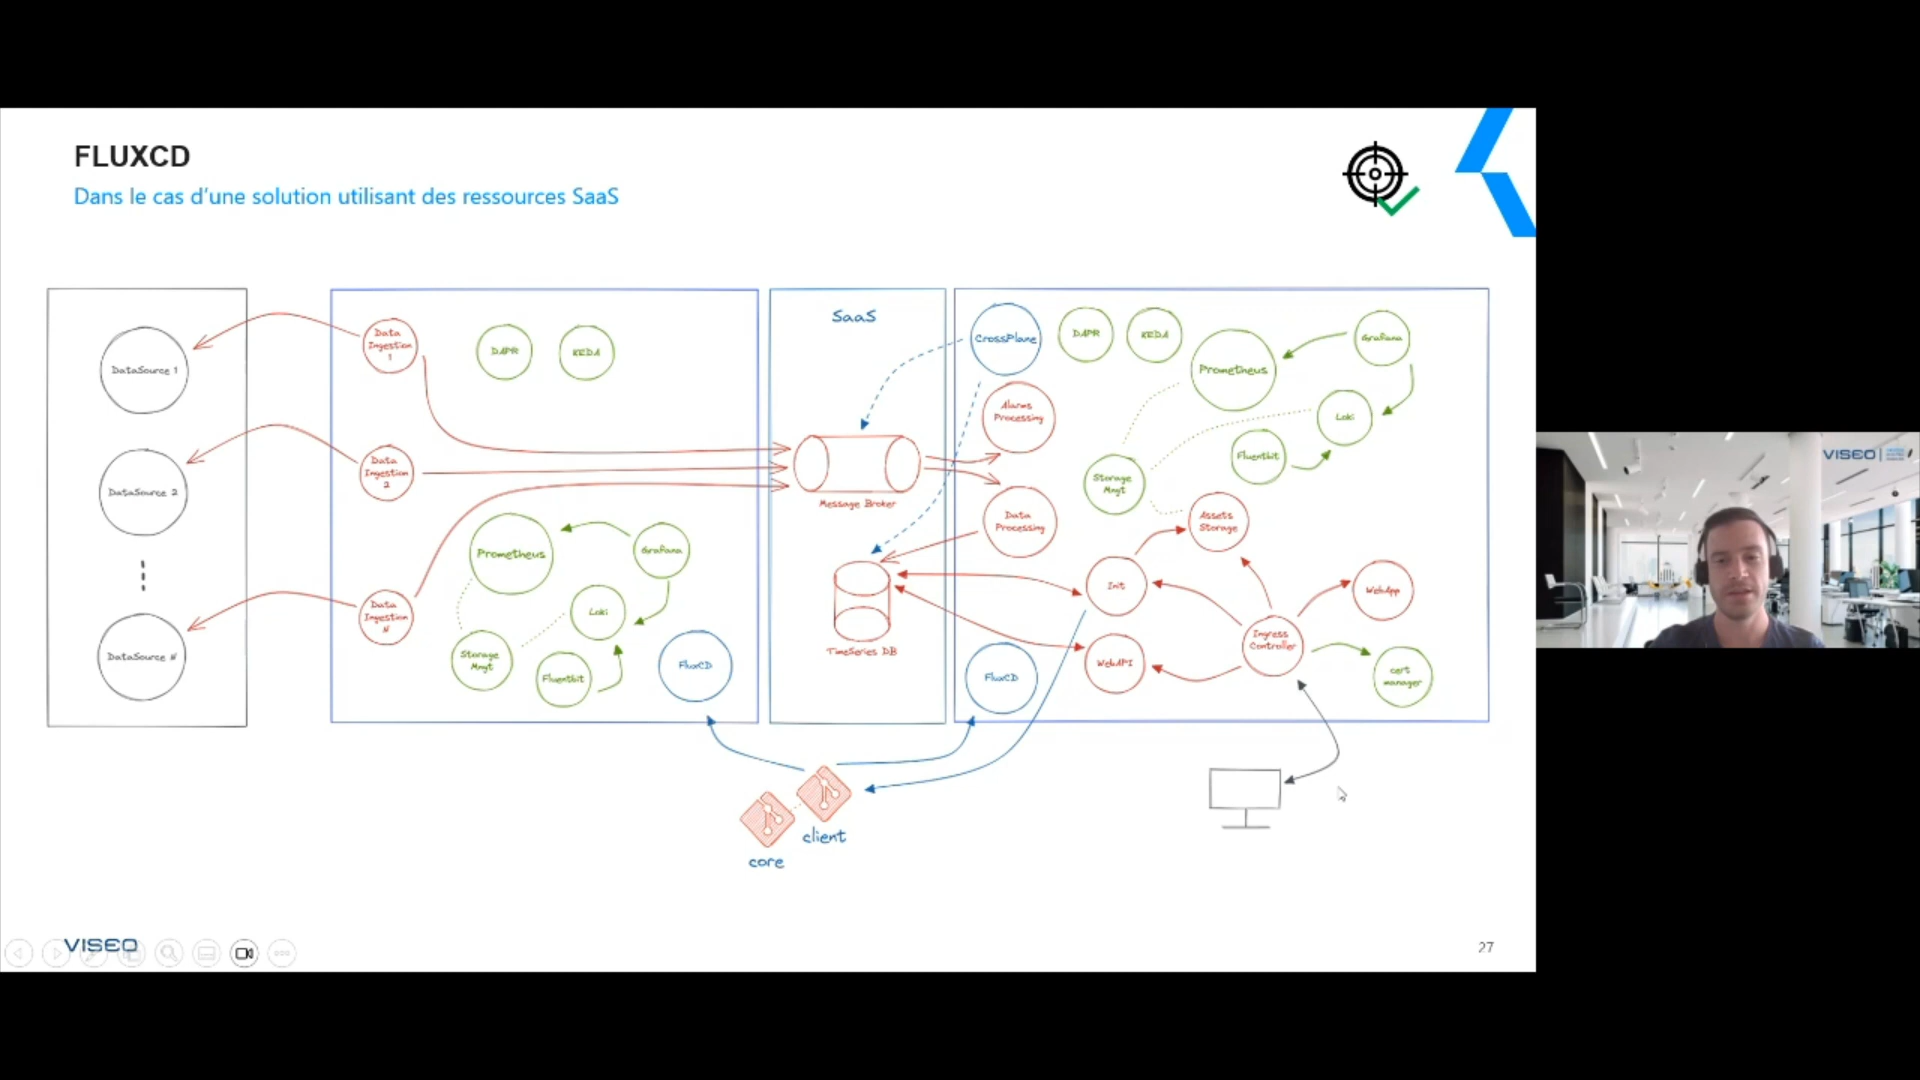 FLUXCD
Dans le cas d'une solution utilisant des ressources SaaS
DataSource 1
DataSource 2
DataSource N
Data Ingestion 1
Data Ingestion 2
Data Ingestion N
DAPR
KEDA
Prometheus
Grafana
Loki
Storage Mngt
Fluentbit
FluxCD
SaaS
Message Broker
TimeSeries DB
CrossPlane
DAPR
KEDA
Prometheus
Grafana
Alarms Processing
Loki
Fluentbit
Storage Mngt
Data Processing
Assets Storage
Init
WebApp
Ingress Controller
WebAPI
FluxCD
cert manager
client
core
VISEO
27
VISEO